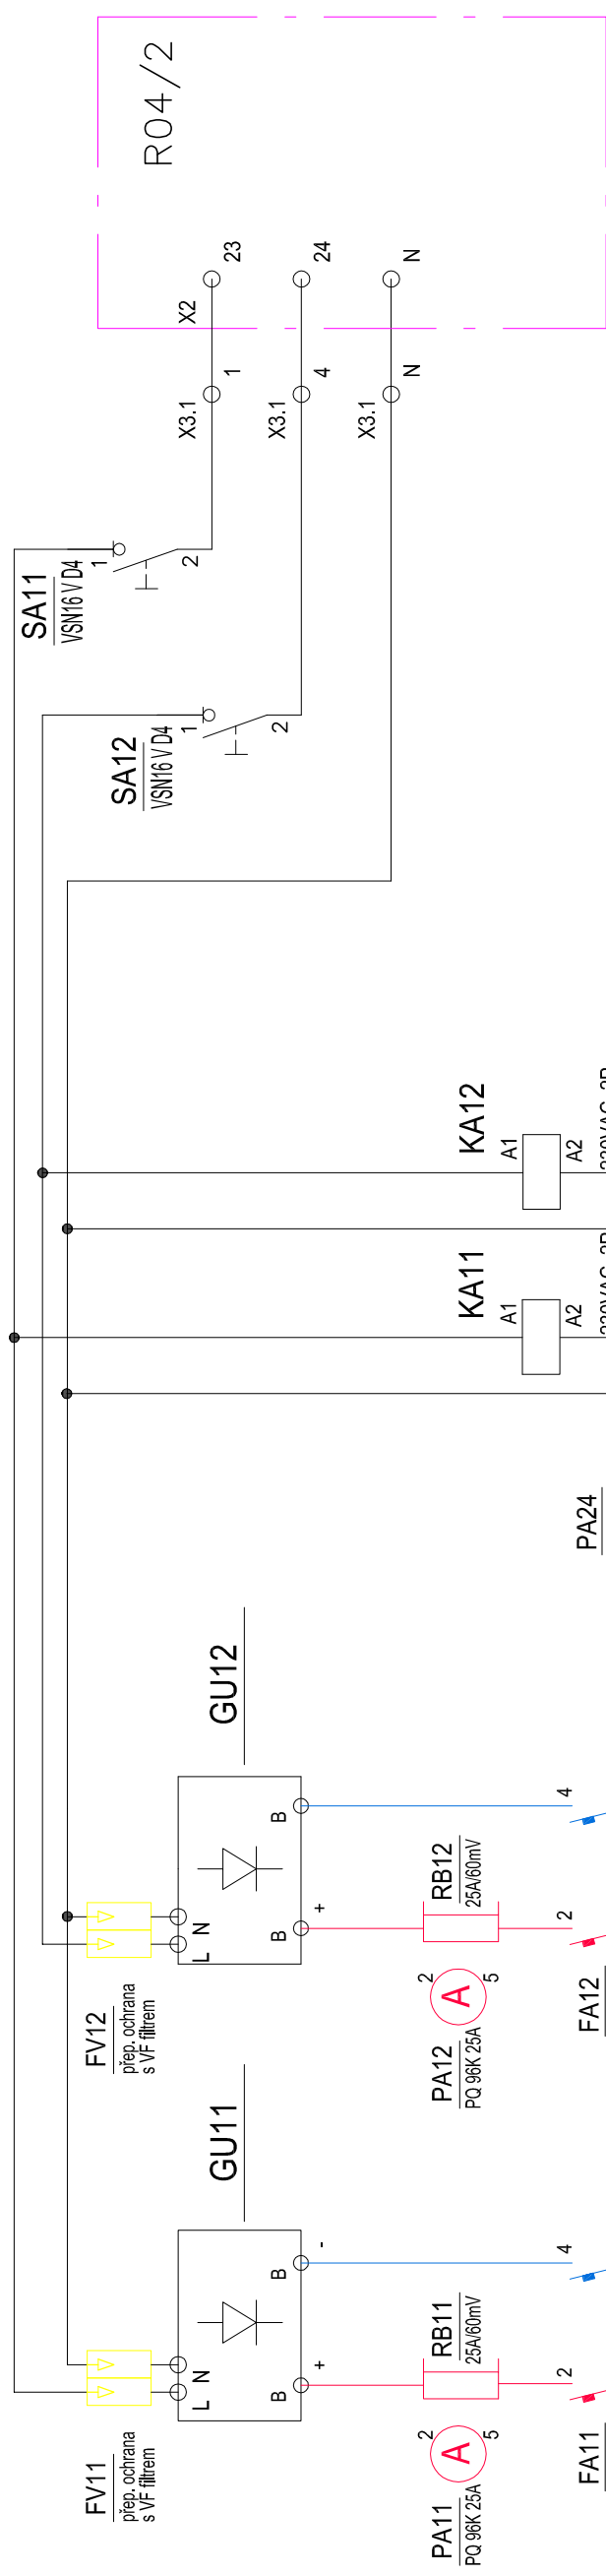 R04/2
X2
23
24
N
X3.1
1
X3.1
4
X3.1
N
SA11
VSN16 V D4
1
2
SA12
VSN16 V D4
1
2
KA12
A1
A2
KA11
A1
A2
PA24
GU12
FV12
přep. ochrana
s VF filtrem
L
N
B
B
+
RB12
25A/60mV
PA12
PQ 96K 25A
2
A
5
4
2
FA12
GU11
FV11
přep. ochrana
s VF filtrem
L
N
B
B
+
-
RB11
25A/60mV
PA11
PQ 96K 25A
2
A
5
4
2
FA11